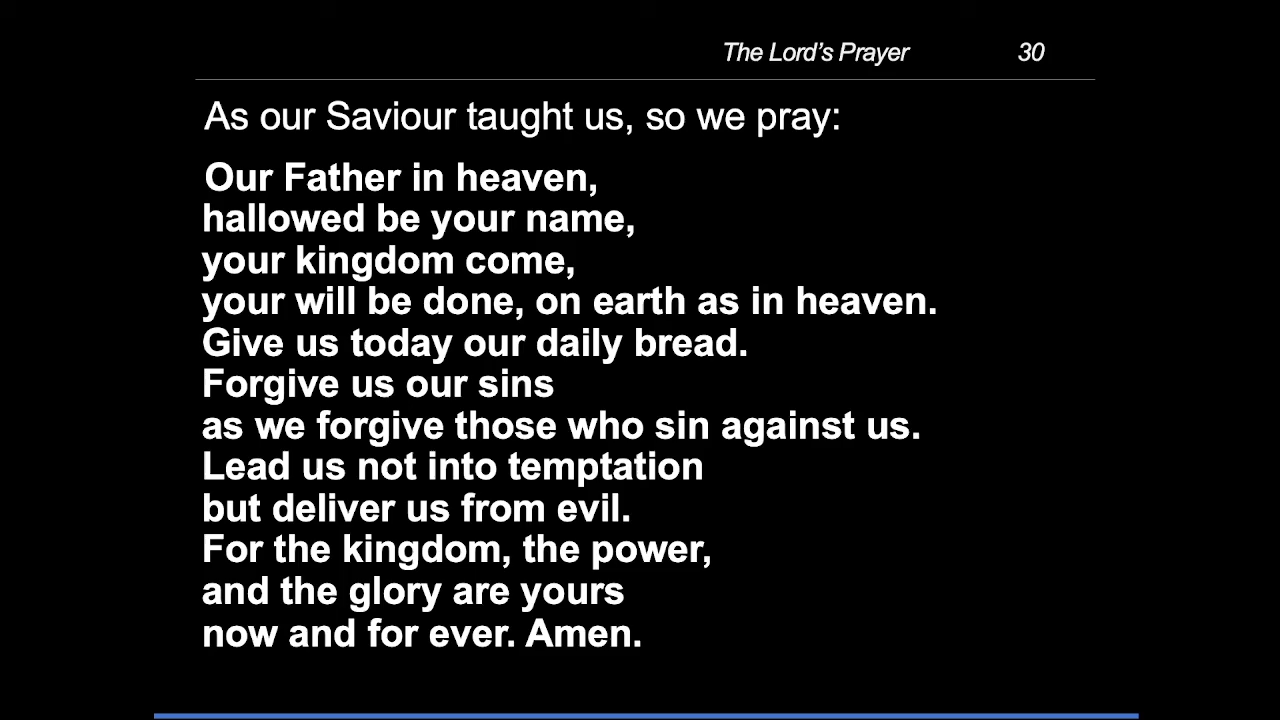 The Lord's Prayer 30
As our Saviour taught us, so we pray:
Our Father in heaven,
hallowed be your name,
your kingdom come,
your will be done, on earth as in heaven.
Give us today our daily bread.
Forgive us our sins
as we forgive those who sin against us.
Lead us not into temptation
but deliver us from evil.
For the kingdom, the power,
and the glory are yours
now and for ever. Amen.